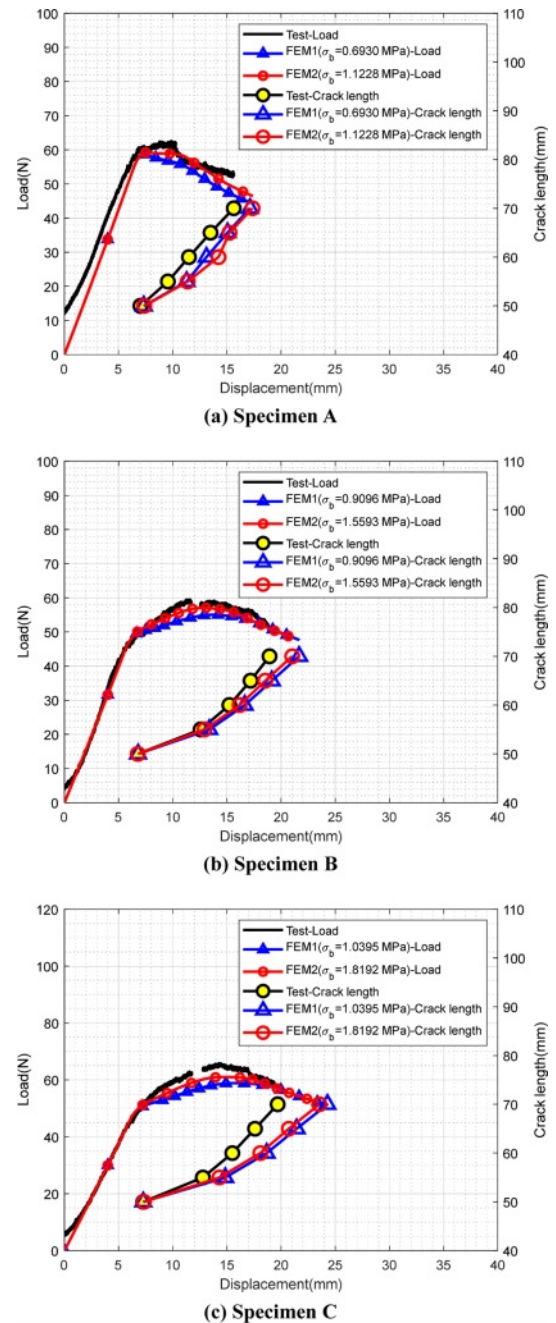 100
90
80
70
60
50
40
30
20
10
0
Load(N)
110
100
90
80
70
60
50
40
Crack length(mm)
Test-Load
FEM1(σb=0.6930 MPa)-Load
FEM2(σb=1.1228 MPa)-Load
Test-Crack length
FEM1(σb=0.6930 MPa)-Crack length
FEM2(σb=1.1228 MPa)-Crack length
0 5 10 15 20 25 30 35 40
Displacement(mm)
(a) Specimen A
100
90
80
70
60
50
40
30
20
10
0
Load(N)
110
100
90
80
70
60
50
40
Crack length(mm)
Test-Load
FEM1(σb=0.9096 MPa)-Load
FEM2(σb=1.5593 MPa)-Load
Test-Crack length
FEM1(σb=0.9096 MPa)-Crack length
FEM2(σb=1.5593 MPa)-Crack length
0 5 10 15 20 25 30 35 40
Displacement(mm)
(b) Specimen B
120
100
80
60
40
20
0
Load(N)
110
100
90
80
70
60
50
40
Crack length(mm)
Test-Load
FEM1(σb=1.0395 MPa)-Load
FEM2(σb=1.8192 MPa)-Load
Test-Crack length
FEM1(σb=1.0395 MPa)-Crack length
FEM2(σb=1.8192 MPa)-Crack length
0 5 10 15 20 25 30 35 40
Displacement(mm)
(c) Specimen C